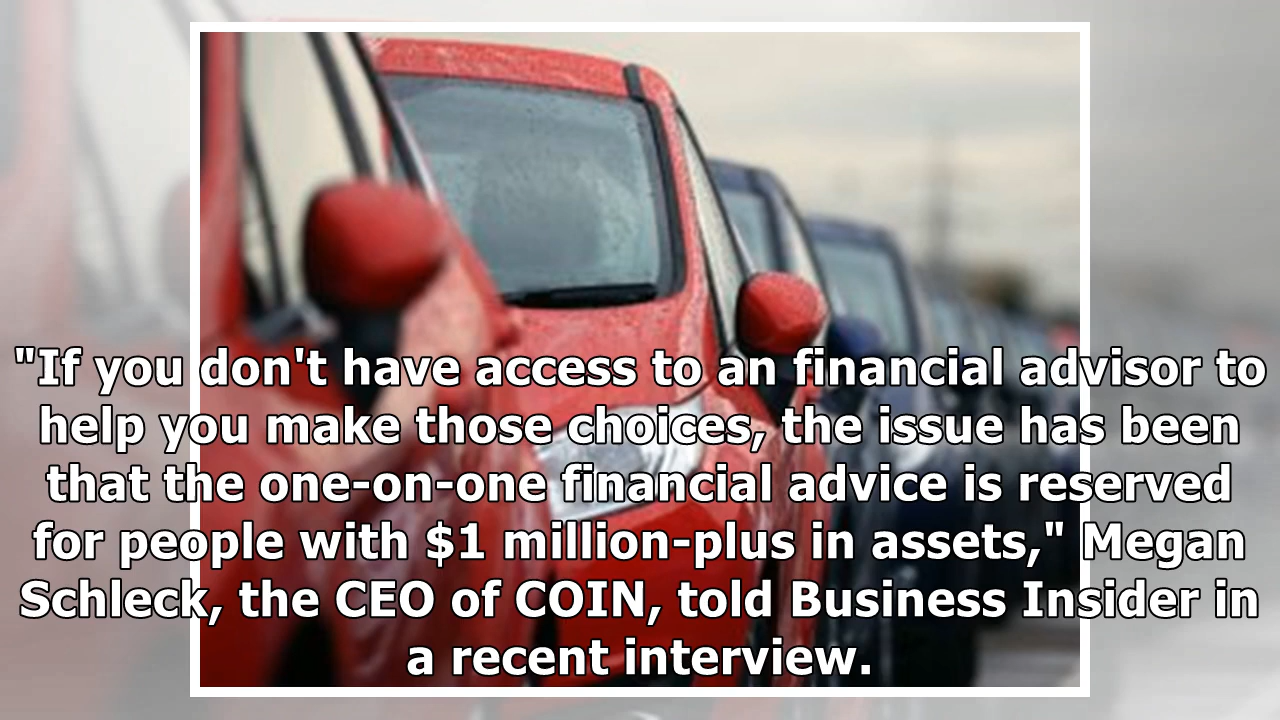 "If you don't have access to an financial advisor to
help you make those choices, the issue has been
that the one-on-one financial advice is reserved
for people with $1 million-plus in assets," Megan
Schleck, the CEO of COIN, told Business Insider in
a recent interview.